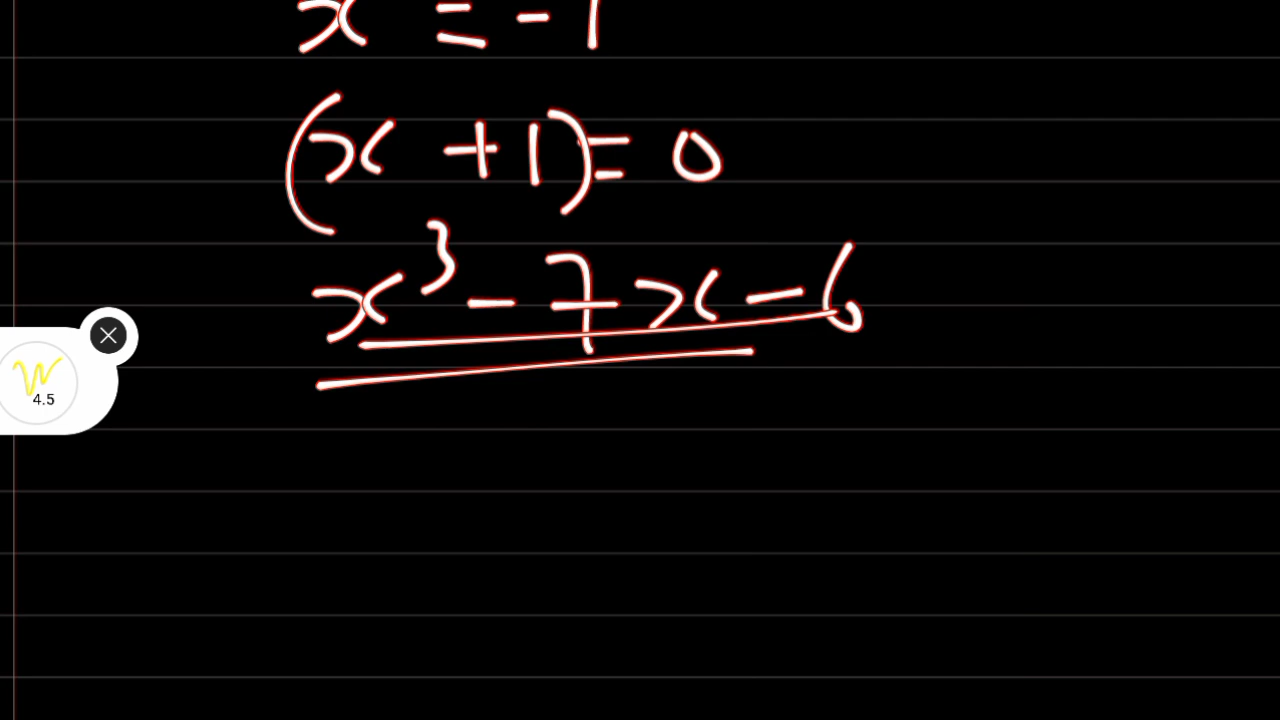 x = -1
(x + 1) = 0
x³ - 7x - 6
4.5